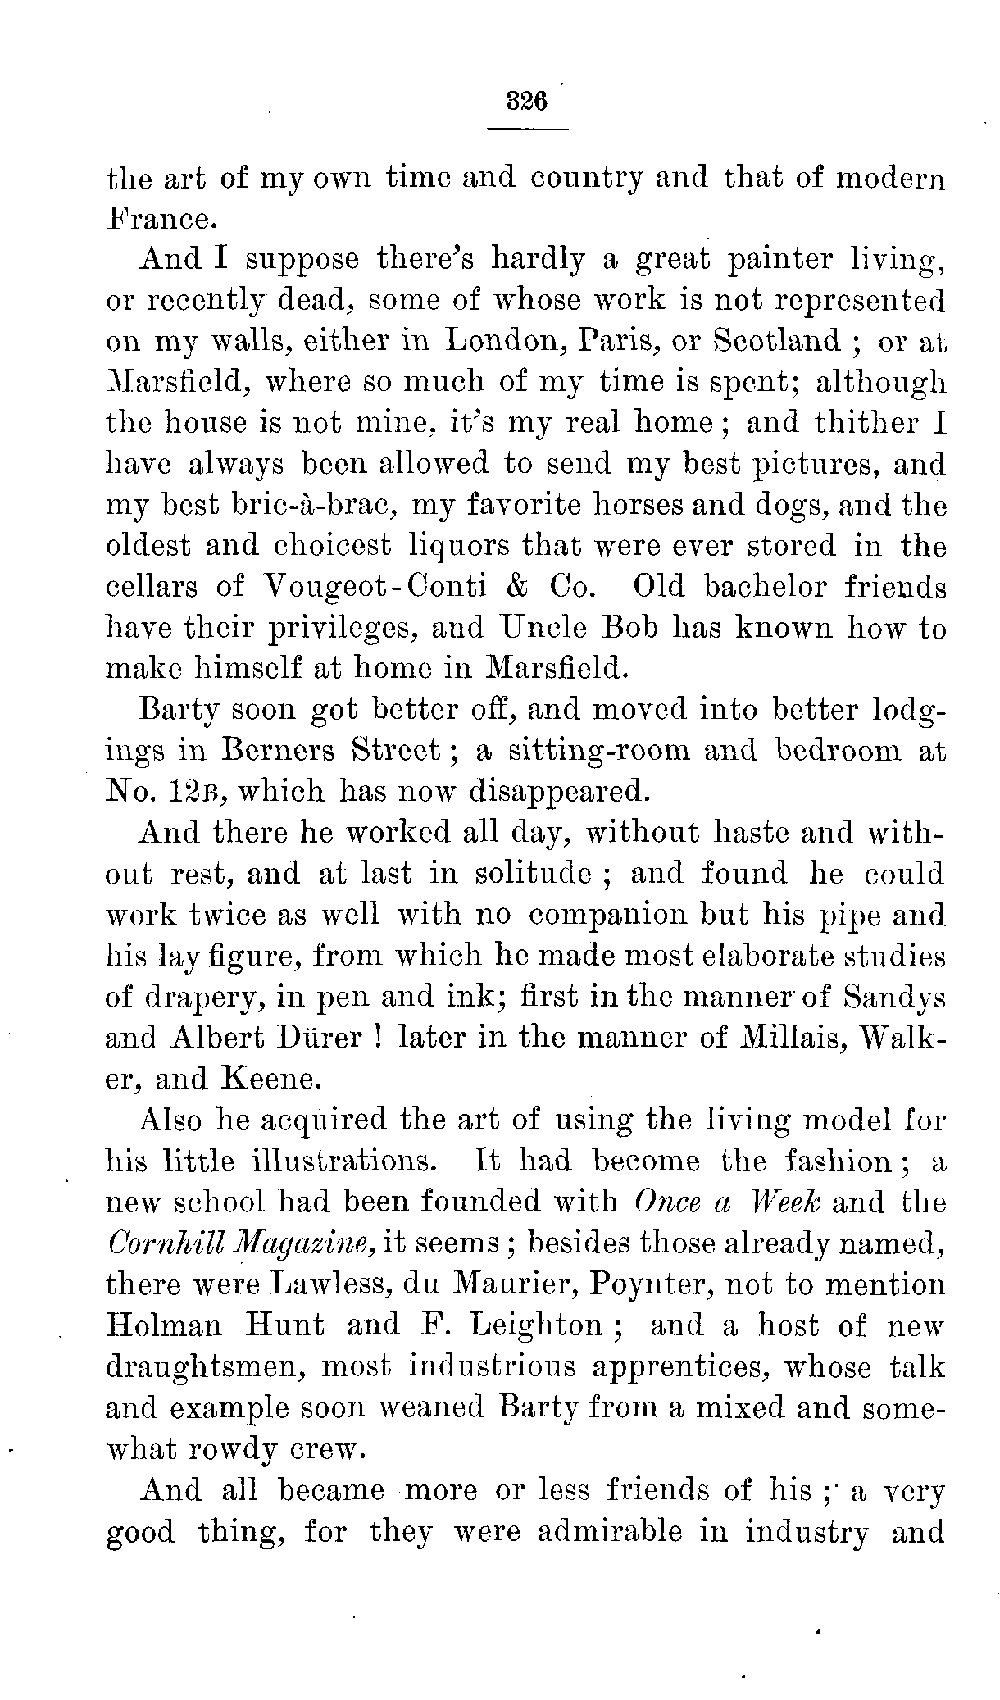 326
the art of my own time and country and that of modern
France.
And I suppose there's hardly a great painter living,
or recently dead, some of whose work is not represented
on my walls, either in London, Paris, or Scotland ; or at
Marsfield, where so much of my time is spent; although
the house is not mine, it's my real home ; and thither I
have always been allowed to send my best pictures, and
my best bric-à-brac, my favorite horses and dogs, and the
oldest and choicest liquors that were ever stored in the
cellars of Vougeot-Conti & Co. Old bachelor friends
have their privileges, and Uncle Bob has known how to
make himself at home in Marsfield.
Barty soon got better off, and moved into better lodg-
ings in Berners Street ; a sitting-room and bedroom at
No. 12B, which has now disappeared.
And there he worked all day, without haste and with-
out rest, and at last in solitude ; and found he could
work twice as well with no companion but his pipe and
his lay figure, from which he made most elaborate studies
of drapery, in pen and ink; first in the manner of Sandys
and Albert Dürer ! later in the manner of Millais, Walk-
er, and Keene.
Also he acquired the art of using the living model for
his little illustrations. It had become the fashion ; a
new school had been founded with Once a Week and the
Cornhill Magazine, it seems ; besides those already named,
there were Lawless, du Maurier, Poynter, not to mention
Holman Hunt and F. Leighton ; and a host of new
draughtsmen, most industrious apprentices, whose talk
and example soon weaned Barty from a mixed and some-
what rowdy crew.
And all became more or less friends of his ; a very
good thing, for they were admirable in industry and